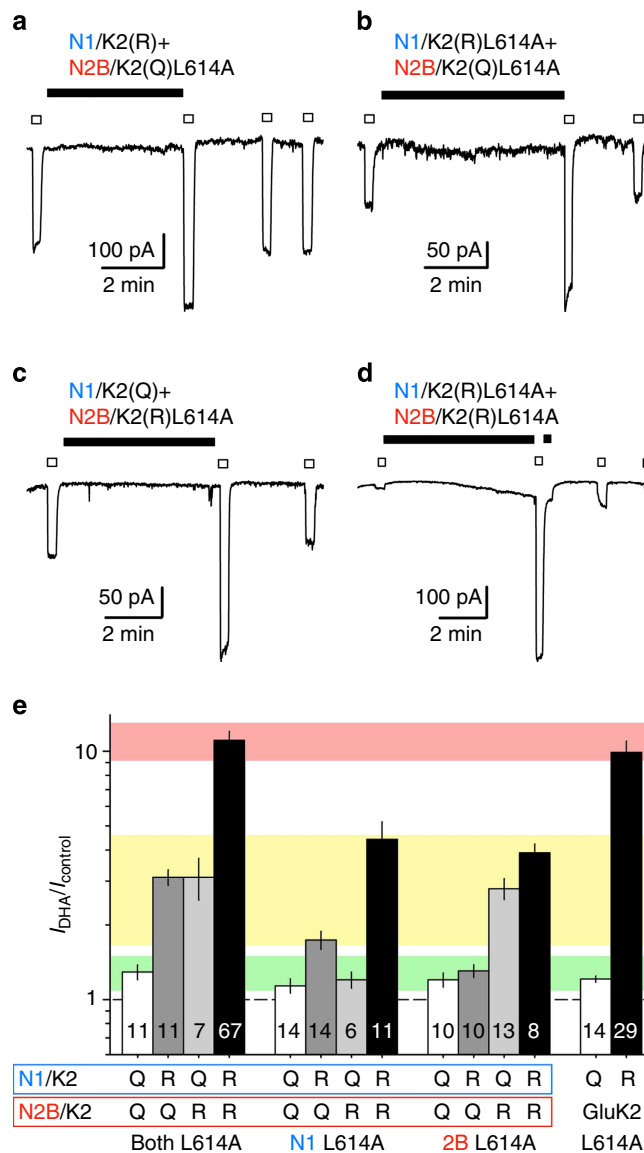 a
N1/K2(R)+
N2B/K2(Q)L614A
100 pA
2 min
b
N1/K2(R)L614A+
N2B/K2(Q)L614A
50 pA
2 min
c
N1/K2(Q)+
N2B/K2(R)L614A
50 pA
2 min
d
N1/K2(R)L614A+
N2B/K2(R)L614A
100 pA
2 min
e
10
1
I_DHA/I_control
11 11 7 67 14 14 6 11 10 10 13 8 14 29
N1/K2 Q R Q R Q R Q R Q R Q R Q R
N2B/K2 Q Q R R Q Q R R Q Q R R GluK2
Both L614A N1 L614A 2B L614A L614A